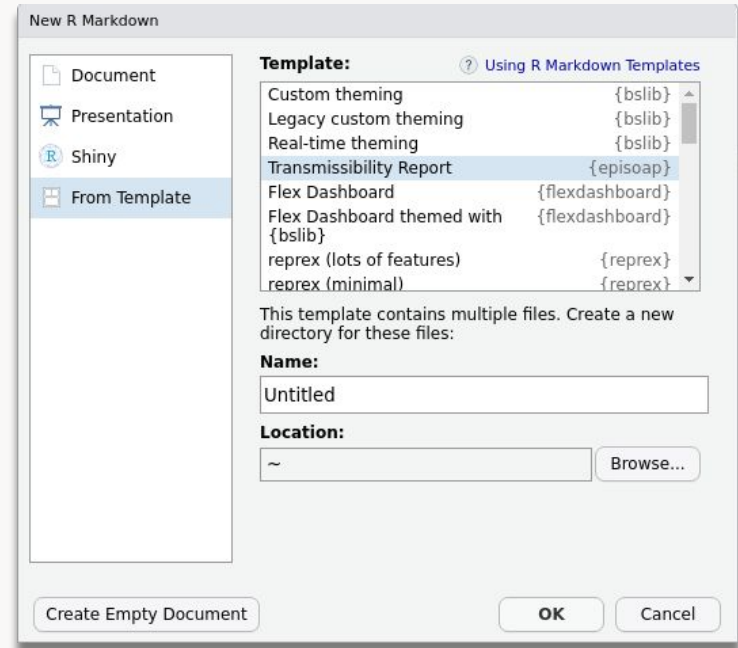 New R Markdown
Document
Presentation
R Shiny
From Template
Template: ? Using R Markdown Templates
Custom theming {bslib}
Legacy custom theming {bslib}
Real-time theming {bslib}
Transmissibility Report {episoap}
Flex Dashboard {flexdashboard}
Flex Dashboard themed with {flexdashboard}
{bslib}
reprex (lots of features) {reprex}
reprex (minimal) {reprex}
This template contains multiple files. Create a new
directory for these files:
Name:
Untitled
Location:
~ Browse...
Create Empty Document OK Cancel